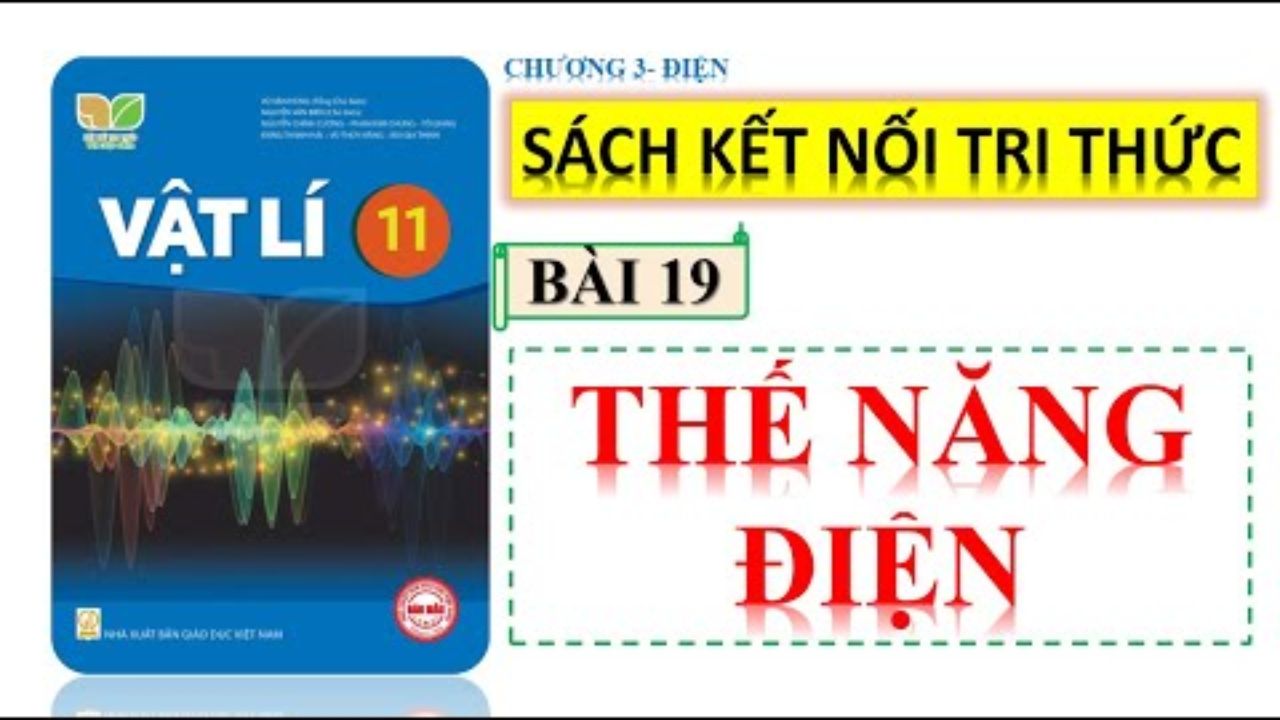 CHƯƠNG 3- ĐIỆN
SÁCH KẾT NỐI TRI THỨC
BÀI 19
THẾ NĂNG
ĐIỆN
VẬT LÍ 11
NHÀ XUẤT BẢN GIÁO DỤC VIỆT NAM